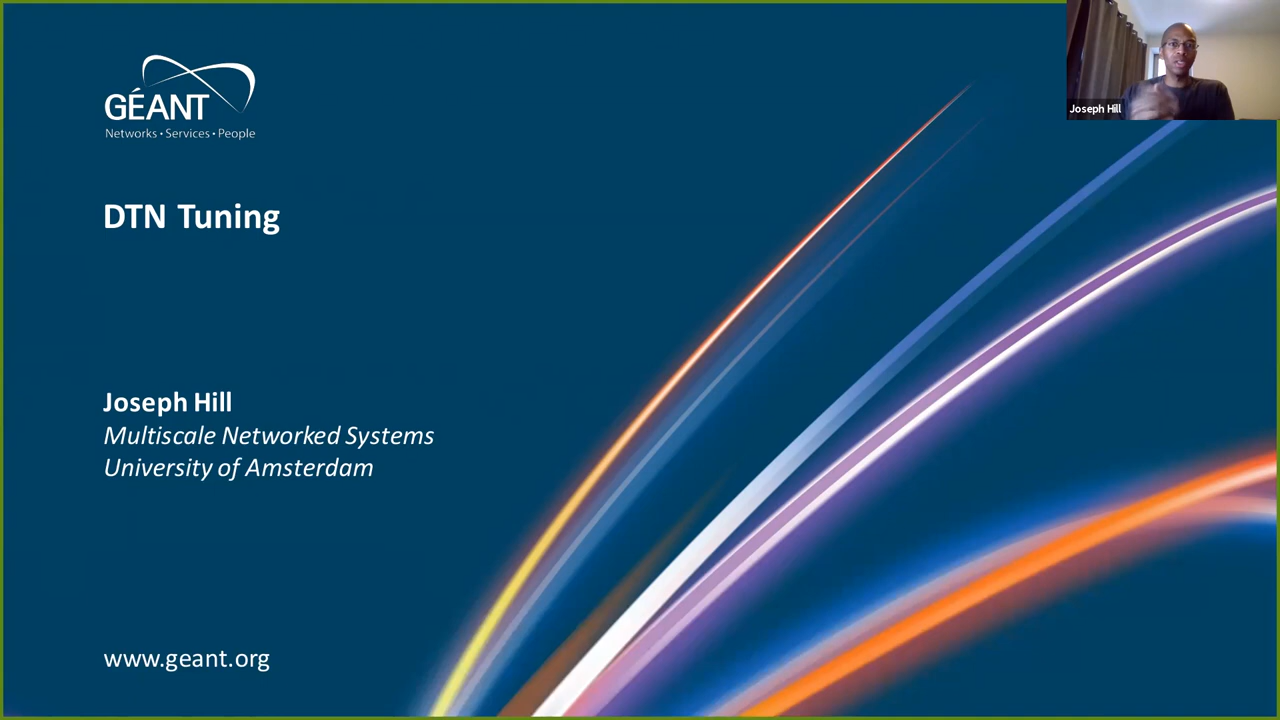 GÉANT
Networks • Services • People
Joseph Hill
DTN Tuning
Joseph Hill
Multiscale Networked Systems
University of Amsterdam
www.geant.org